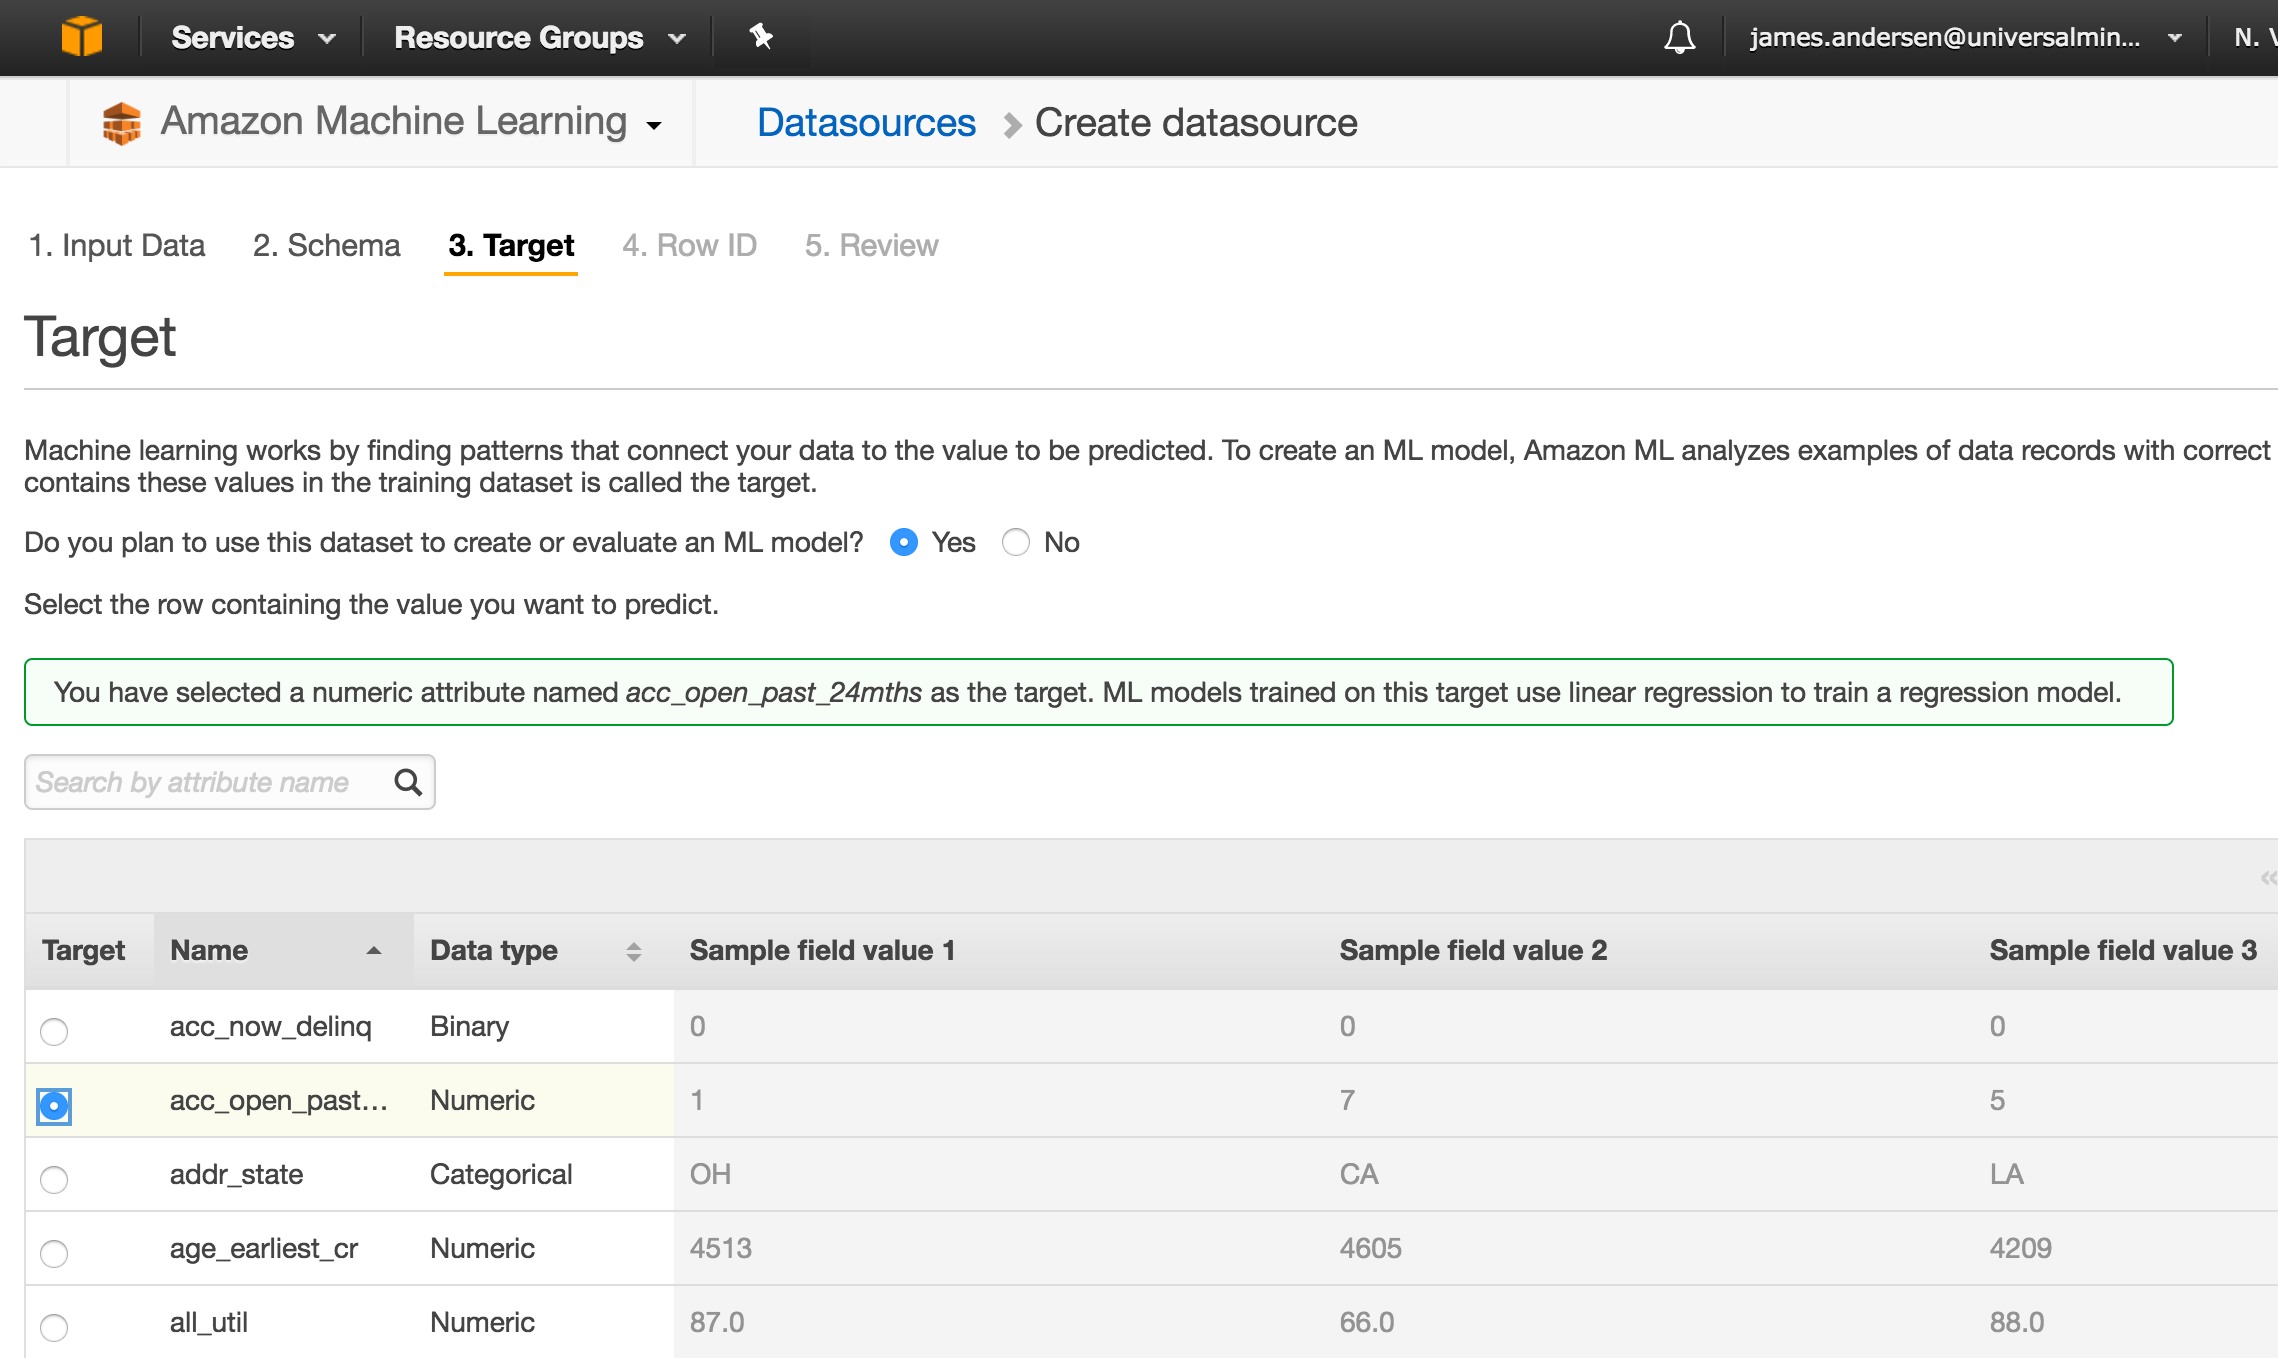 Services Resource Groups james.andersen@universalmin... N. V
Amazon Machine Learning Datasources Create datasource
1. Input Data 2. Schema 3. Target 4. Row ID 5. Review
Target
Machine learning works by finding patterns that connect your data to the value to be predicted. To create an ML model, Amazon ML analyzes examples of data records with correct
contains these values in the training dataset is called the target.
Do you plan to use this dataset to create or evaluate an ML model? Yes No
Select the row containing the value you want to predict.
You have selected a numeric attribute named acc_open_past_24mths as the target. ML models trained on this target use linear regression to train a regression model.
Search by attribute name
«
Target Name Data type Sample field value 1 Sample field value 2 Sample field value 3
acc_now_delinq Binary 0 0 0
acc_open_past... Numeric 1 7 5
addr_state Categorical OH CA LA
age_earliest_cr Numeric 4513 4605 4209
all_util Numeric 87.0 66.0 88.0